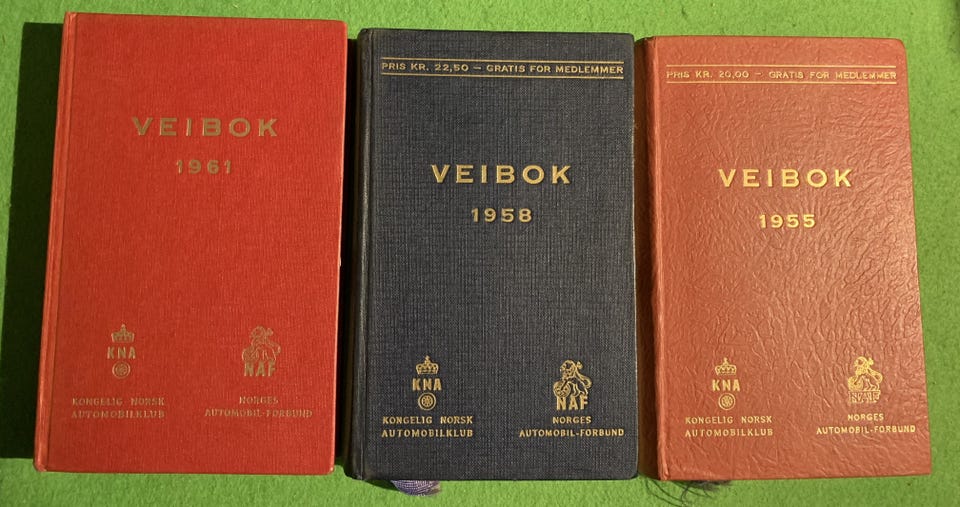 VEIBOK
1961
KNA
KONGELIG NORSK
AUTOMOBILKLUB
NAF
NORGES
AUTOMOBIL-FORBUND
PRIS KR. 22,50 – GRATIS FOR MEDLEMMER
VEIBOK
1958
KNA
KONGELIG NORSK
AUTOMOBILKLUB
NAF
NORGES
AUTOMOBIL-FORBUND
PRIS KR. 20,00 – GRATIS FOR MEDLEMMER
VEIBOK
1955
KNA
KONGELIG NORSK
AUTOMOBILKLUB
NORGES
AUTOMOBIL-FORBUND